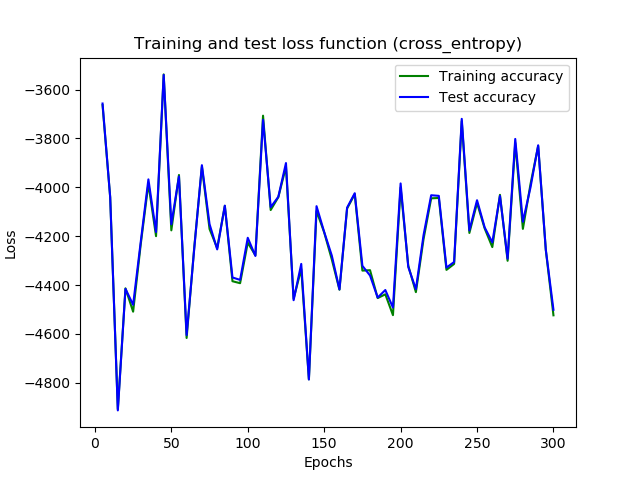 Training and test loss function (cross_entropy)
Training accuracy
Test accuracy
−3600
−3800
−4000
−4200
−4400
−4600
−4800
Loss
0
50
100
150
200
250
300
Epochs